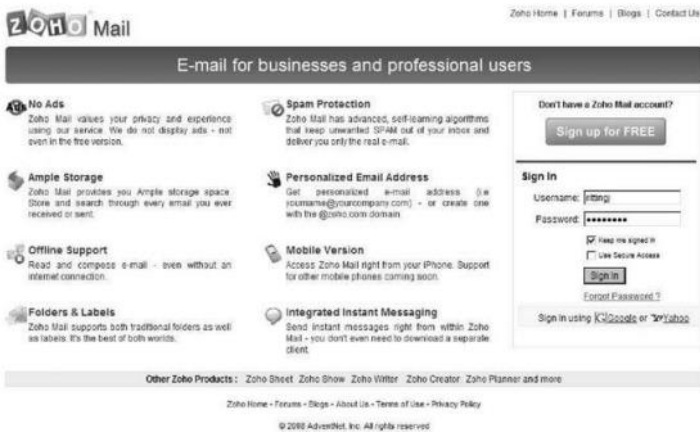 ZOHO Mail
Zoho Home | Forums | Blogs | Contact Us
E-mail for businesses and professional users
No Ads
Zoho Mail values your privacy and experience
using our service. We do not display ads - not
even in the free version.
Spam Protection
Zoho Mail has advanced, self-learning algorithms
that keep unwanted SPAM out of your inbox and
deliver you only the real e-mail.
Ample Storage
Zoho Mail provides you Ample storage space.
Store and search through every email you ever
received or sent.
Personalized Email Address
Get personalized e-mail address (i.e
yourname@yourcompany.com) - or create one
with the @zoho.com domain.
Offline Support
Read and compose e-mail - even without an
internet connection.
Mobile Version
Access Zoho Mail right from your iPhone. Support
for other mobile phones coming soon.
Folders & Labels
Zoho Mail supports both traditional folders as well
as labels. It's the best of both worlds.
Integrated Instant Messaging
Send instant messages right from within Zoho
Mail - you don't even need to download a separate
client.
Don't have a Zoho Mail account?
Sign up for FREE
Sign In
Username: rittingj
Password: ••••••••
Keep me signed in
Use Secure Access
Sign In
Forgot Password ?
Sign in using Google or Yahoo
Other Zoho Products : Zoho Sheet Zoho Show Zoho Writer Zoho Creator Zoho Planner and more
Zoho Home - Forums - Blogs - About Us - Terms of Use - Privacy Policy
© 2008 AdventNet, Inc. All rights reserved